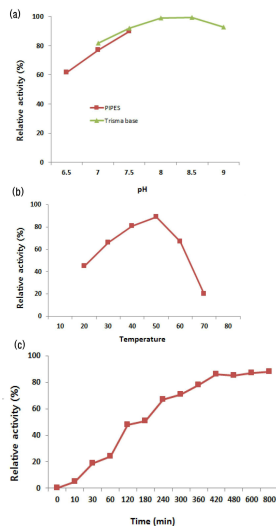 (a)
Relative activity (%)
100
80
60
40
20
0
PIPES
Trisma base
6.5 7 7.5 8 8.5 9
pH
(b)
Relative activity (%)
100
80
60
40
20
0
10 20 30 40 50 60 70 80
Temperature
(c)
Relative activity (%)
100
80
60
40
20
0
0 10 30 60 120 180 240 300 360 420 480 600 800
Time (min)